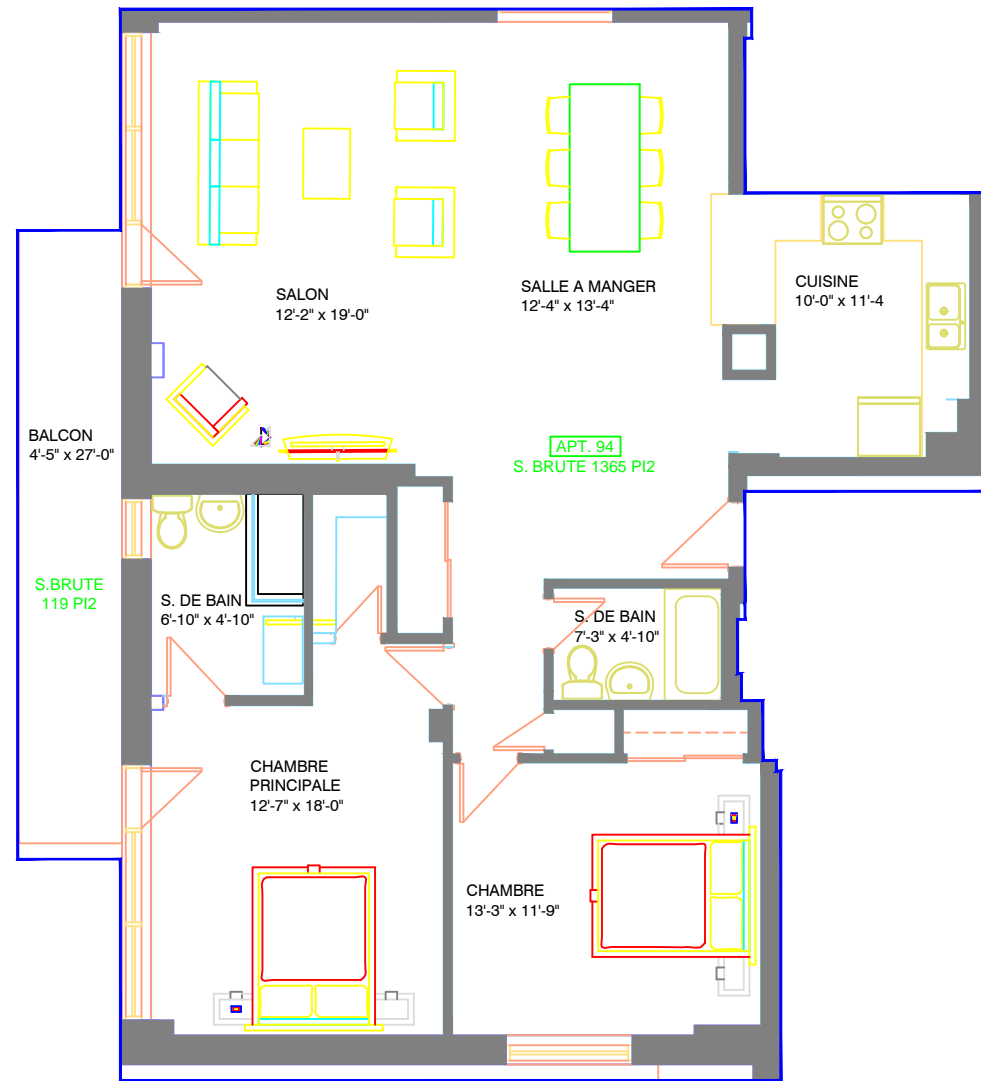 SALON
12'-2" x 19'-0"
SALLE A MANGER
12'-4" x 13'-4"
CUISINE
10'-0" x 11'-4
BALCON
4'-5" x 27'-0"
APT. 94
S. BRUTE 1365 PI2
S.BRUTE
119 PI2
S. DE BAIN
6'-10" x 4'-10"
S. DE BAIN
7'-3" x 4'-10"
CHAMBRE
PRINCIPALE
12'-7" x 18'-0"
CHAMBRE
13'-3" x 11'-9"